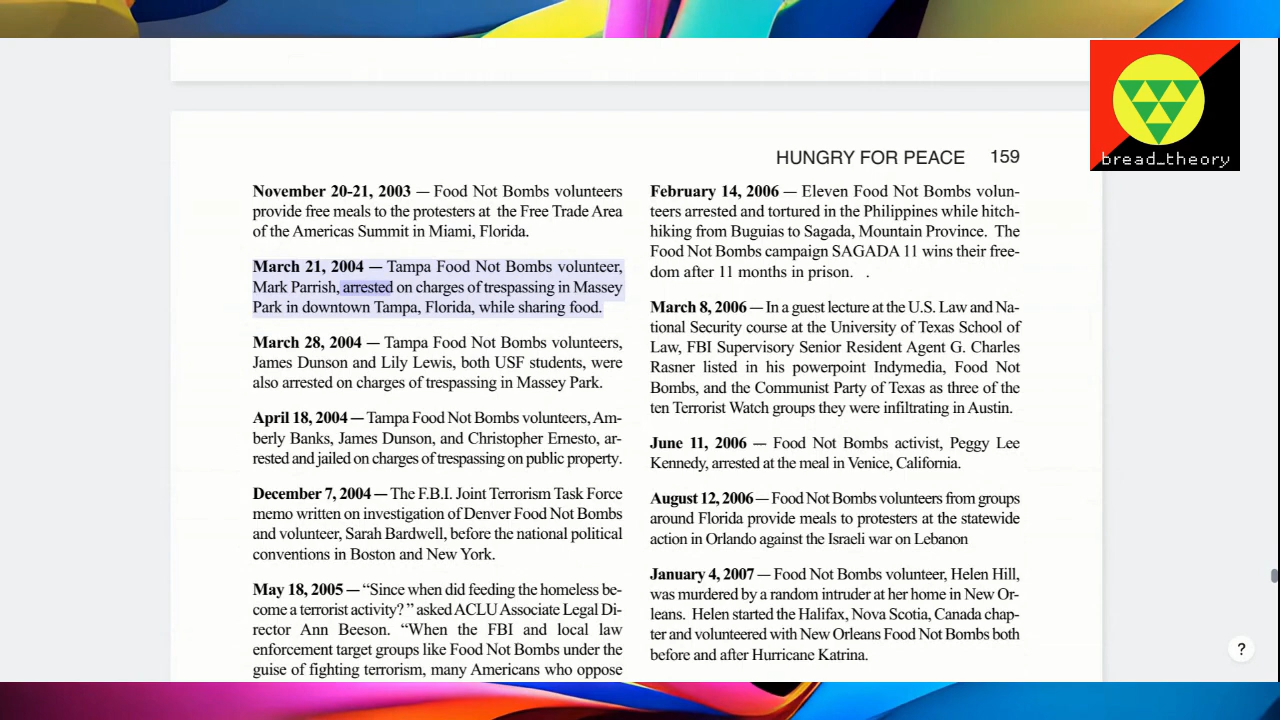 HUNGRY FOR PEACE 159
bread_theory
November 20-21, 2003 — Food Not Bombs volunteers
provide free meals to the protesters at the Free Trade Area
of the Americas Summit in Miami, Florida.
March 21, 2004 — Tampa Food Not Bombs volunteer,
Mark Parrish, arrested on charges of trespassing in Massey
Park in downtown Tampa, Florida, while sharing food.
March 28, 2004 — Tampa Food Not Bombs volunteers,
James Dunson and Lily Lewis, both USF students, were
also arrested on charges of trespassing in Massey Park.
April 18, 2004 — Tampa Food Not Bombs volunteers, Am-
berly Banks, James Dunson, and Christopher Ernesto, ar-
rested and jailed on charges of trespassing on public property.
December 7, 2004 — The F.B.I. Joint Terrorism Task Force
memo written on investigation of Denver Food Not Bombs
and volunteer, Sarah Bardwell, before the national political
conventions in Boston and New York.
May 18, 2005 — “Since when did feeding the homeless be-
come a terrorist activity? ” asked ACLU Associate Legal Di-
rector Ann Beeson. “When the FBI and local law
enforcement target groups like Food Not Bombs under the
guise of fighting terrorism, many Americans who oppose
February 14, 2006 — Eleven Food Not Bombs volun-
teers arrested and tortured in the Philippines while hitch-
hiking from Buguias to Sagada, Mountain Province. The
Food Not Bombs campaign SAGADA 11 wins their free-
dom after 11 months in prison. .
March 8, 2006 — In a guest lecture at the U.S. Law and Na-
tional Security course at the University of Texas School of
Law, FBI Supervisory Senior Resident Agent G. Charles
Rasner listed in his powerpoint Indymedia, Food Not
Bombs, and the Communist Party of Texas as three of the
ten Terrorist Watch groups they were infiltrating in Austin.
June 11, 2006 — Food Not Bombs activist, Peggy Lee
Kennedy, arrested at the meal in Venice, California.
August 12, 2006 — Food Not Bombs volunteers from groups
around Florida provide meals to protesters at the statewide
action in Orlando against the Israeli war on Lebanon
January 4, 2007 — Food Not Bombs volunteer, Helen Hill,
was murdered by a random intruder at her home in New Or-
leans. Helen started the Halifax, Nova Scotia, Canada chap-
ter and volunteered with New Orleans Food Not Bombs both
before and after Hurricane Katrina.
?